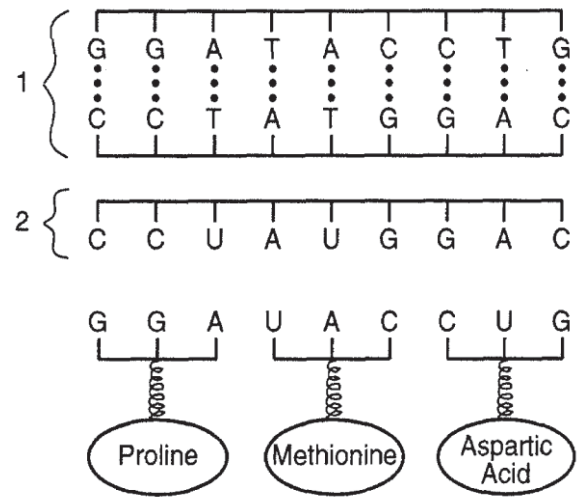 G G A T A C C T G
1
C C T A T G G A C
2
C C U A U G G A C
G G A U A C C U G
Proline Methionine Aspartic
Acid